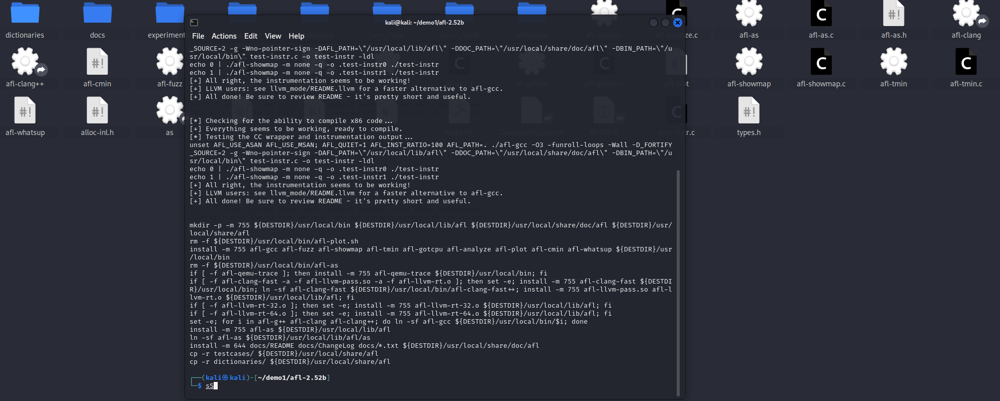 dictionaries
docs
experiment
tokencap
llvm_mode
qemu_mode
testcases
afl-analyze
afl-analyze.c
afl-as
afl-as.c
afl-as.h
afl-clang
afl-clang++
afl-cmin
afl-fuzz
afl-gotcpu
afl-gotcpu.c
afl-plot
afl-showmap
afl-showmap.c
afl-tmin
afl-tmin.c
afl-whatsup
alloc-inl.h
as
Makefile
QuickStartGuide.txt
README
test-instr.c
types.h
kali@kali: ~/demo1/afl-2.52b
File Actions Edit View Help
_SOURCE=2 -g -Wno-pointer-sign -DAFL_PATH=\"/usr/local/lib/afl\" -DDOC_PATH=\"/usr/local/share/doc/afl\" -DBIN_PATH=\"/u
sr/local/bin\" test-instr.c -o test-instr -ldl
echo 0 | ./afl-showmap -m none -q -o .test-instr0 ./test-instr
echo 1 | ./afl-showmap -m none -q -o .test-instr1 ./test-instr
[+] All right, the instrumentation seems to be working!
[+] LLVM users: see llvm_mode/README.llvm for a faster alternative to afl-gcc.
[+] All done! Be sure to review README - it's pretty short and useful.
[*] Checking for the ability to compile x86 code...
[+] Everything seems to be working, ready to compile.
[*] Testing the CC wrapper and instrumentation output...
unset AFL_USE_ASAN AFL_USE_MSAN; AFL_QUIET=1 AFL_INST_RATIO=100 AFL_PATH=. ./afl-gcc -O3 -funroll-loops -Wall -D_FORTIFY
_SOURCE=2 -g -Wno-pointer-sign -DAFL_PATH=\"/usr/local/lib/afl\" -DDOC_PATH=\"/usr/local/share/doc/afl\" -DBIN_PATH=\"/u
sr/local/bin\" test-instr.c -o test-instr -ldl
echo 0 | ./afl-showmap -m none -q -o .test-instr0 ./test-instr
echo 1 | ./afl-showmap -m none -q -o .test-instr1 ./test-instr
[+] All right, the instrumentation seems to be working!
[+] LLVM users: see llvm_mode/README.llvm for a faster alternative to afl-gcc.
[+] All done! Be sure to review README - it's pretty short and useful.
mkdir -p -m 755 ${DESTDIR}/usr/local/bin ${DESTDIR}/usr/local/lib/afl ${DESTDIR}/usr/local/share/doc/afl ${DESTDIR}/usr/
local/share/afl
rm -f ${DESTDIR}/usr/local/bin/afl-plot.sh
install -m 755 afl-gcc afl-fuzz afl-showmap afl-tmin afl-gotcpu afl-analyze afl-plot afl-cmin afl-whatsup ${DESTDIR}/usr
/local/bin
rm -f ${DESTDIR}/usr/local/bin/afl-as
if [ -f afl-qemu-trace ]; then install -m 755 afl-qemu-trace ${DESTDIR}/usr/local/bin; fi
if [ -f afl-clang-fast -a -f afl-llvm-pass.so -a -f afl-llvm-rt.o ]; then set -e; install -m 755 afl-clang-fast ${DESTDI
R}/usr/local/bin; ln -sf afl-clang-fast ${DESTDIR}/usr/local/bin/afl-clang-fast++; install -m 755 afl-llvm-pass.so afl-l
lvm-rt.o ${DESTDIR}/usr/local/lib/afl; fi
if [ -f afl-llvm-rt-32.o ]; then set -e; install -m 755 afl-llvm-rt-32.o ${DESTDIR}/usr/local/lib/afl; fi
if [ -f afl-llvm-rt-64.o ]; then set -e; install -m 755 afl-llvm-rt-64.o ${DESTDIR}/usr/local/lib/afl; fi
set -e; for i in afl-g++ afl-clang afl-clang++; do ln -sf afl-gcc ${DESTDIR}/usr/local/bin/$i; done
install -m 755 afl-as ${DESTDIR}/usr/local/lib/afl
ln -sf afl-as ${DESTDIR}/usr/local/lib/afl/as
install -m 644 docs/README docs/ChangeLog docs/*.txt ${DESTDIR}/usr/local/share/doc/afl
cp -r testcases/ ${DESTDIR}/usr/local/share/afl
cp -r dictionaries/ ${DESTDIR}/usr/local/share/afl
┌──(kali㉿kali)-[~/demo1/afl-2.52b]
└─$ sS